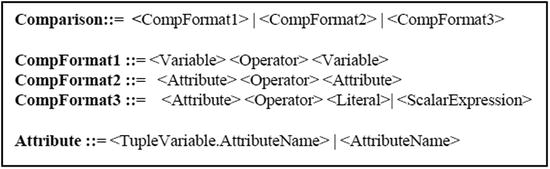 Comparison::= <CompFormat1> | <CompFormat2> | <CompFormat3>
CompFormat1 ::= <Variable> <Operator> <Variable>
CompFormat2 ::= <Attribute> <Operator> <Attribute>
CompFormat3 ::= <Attribute> <Operator> <Literal>| <ScalarExpression>
Attribute ::= <TupleVariable.AttributeName> | <AttributeName>